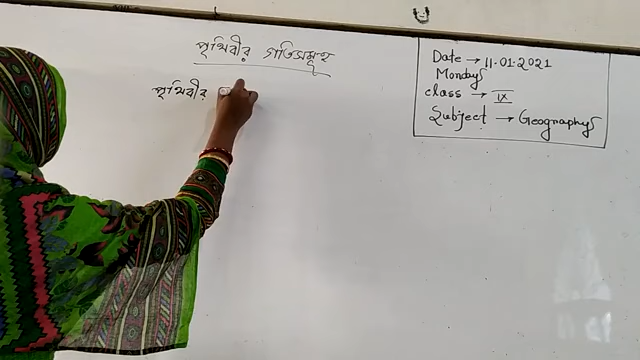 পৃথিবীর গতিসমূহ
পৃথিবীর
Date → 11.01.2021
Monday
class → IX
Subject → Geography